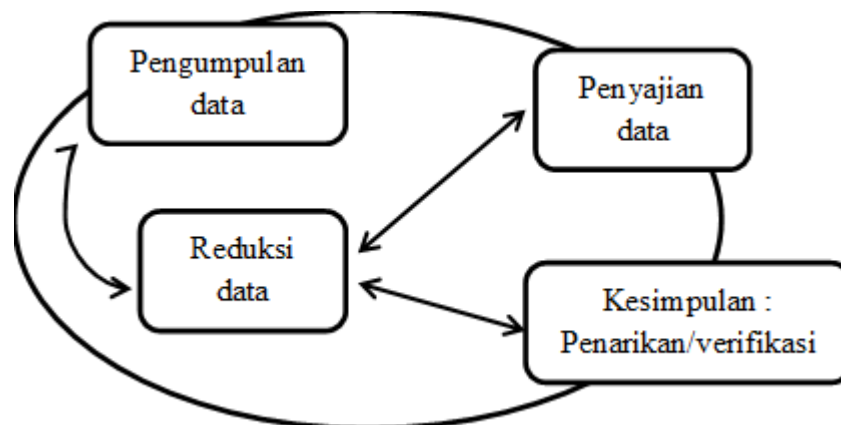 Pengumpulan
data
Penyajian
data
Reduksi
data
Kesimpulan :
Penarikan/verifikasi